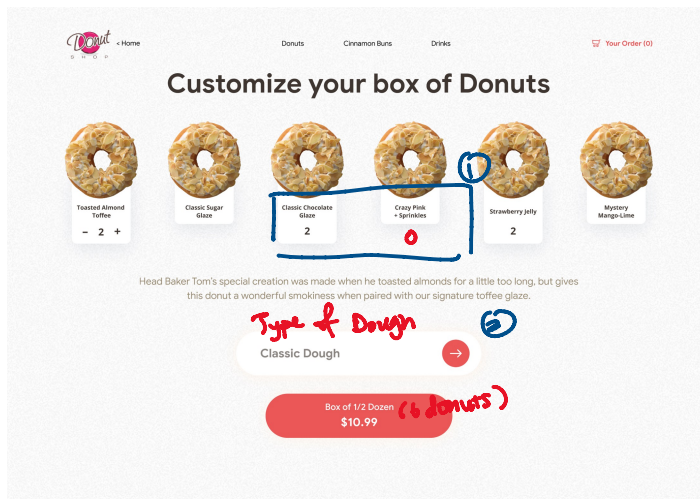 Donut
SHOP
< Home
Donuts
Cinnamon Buns
Drinks
Your Order (0)
Customize your box of Donuts
Toasted Almond
Toffee
− 2 +
Classic Sugar
Glaze
Classic Chocolate
Glaze
2
Crazy Pink
+ Sprinkles
0
1
Strawberry Jelly
2
Mystery
Mango-Lime
Head Baker Tom's special creation was made when he toasted almonds for a little too long, but gives
this donut a wonderful smokiness when paired with our signature toffee glaze.
Type of Dough
2
Classic Dough
Box of 1/2 Dozen
(6 donuts)
$10.99